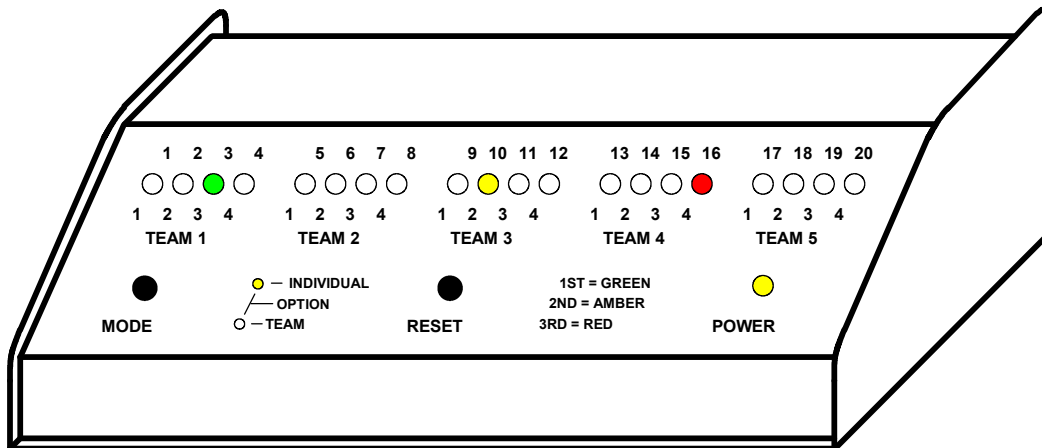 1 2 3 4 5 6 7 8 9 10 11 12 13 14 15 16 17 18 19 20
1 2 3 4 1 2 3 4 1 2 3 4 1 2 3 4 1 2 3 4
TEAM 1 TEAM 2 TEAM 3 TEAM 4 TEAM 5
INDIVIDUAL 1ST = GREEN
OPTION 2ND = AMBER
MODE TEAM RESET 3RD = RED POWER